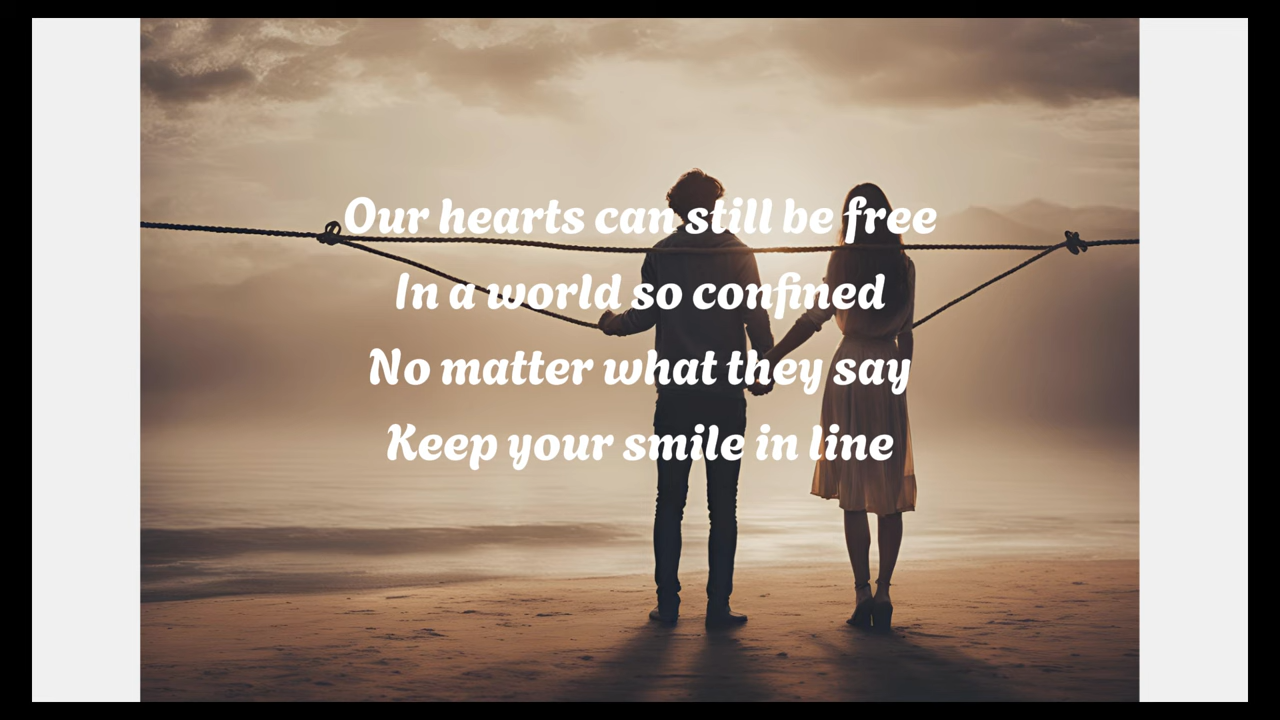 Our hearts can still be free
In a world so confined
No matter what they say
Keep your smile in line